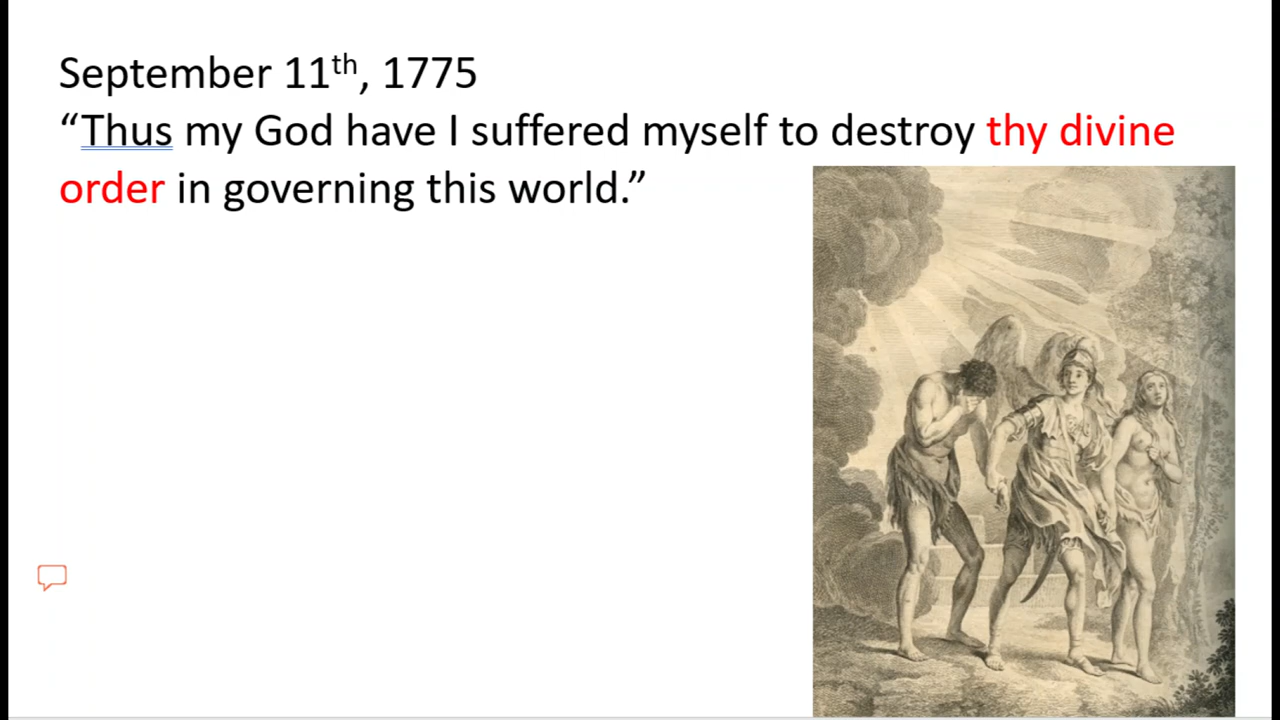 September 11th, 1775
“Thus my God have I suffered myself to destroy thy divine
order in governing this world.”